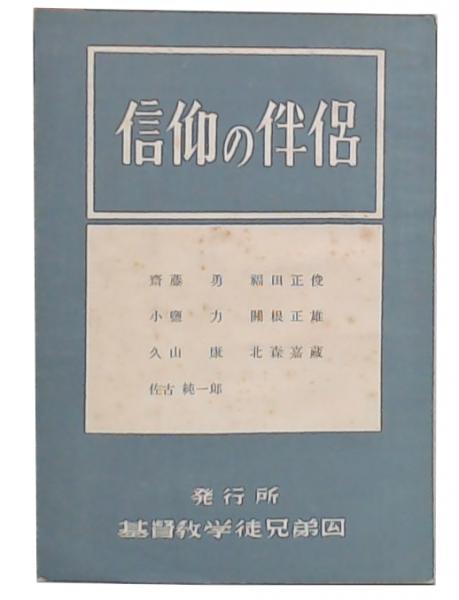 信仰の伴侶
齋藤 勇 福田正俊
小鹽 力 關根正雄
久山 康 北森嘉蔵
佐古純一郎
発行所
基督教学徒兄弟団